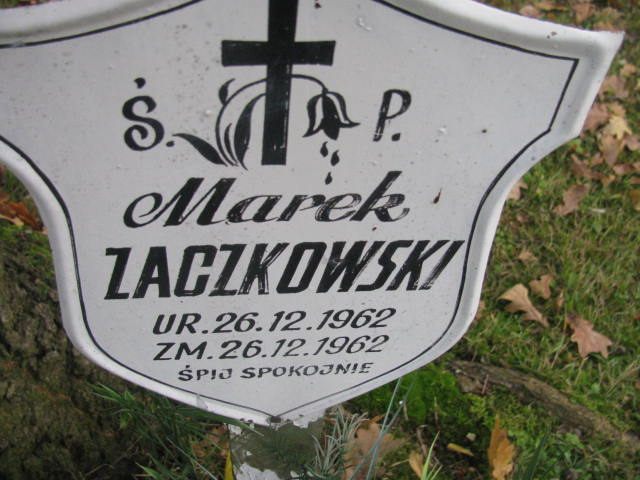 Ś. P.
Marek
ZACZKOWSKI
UR.26.12.1962
ZM.26.12.1962
ŚPIJ SPOKOJNIE